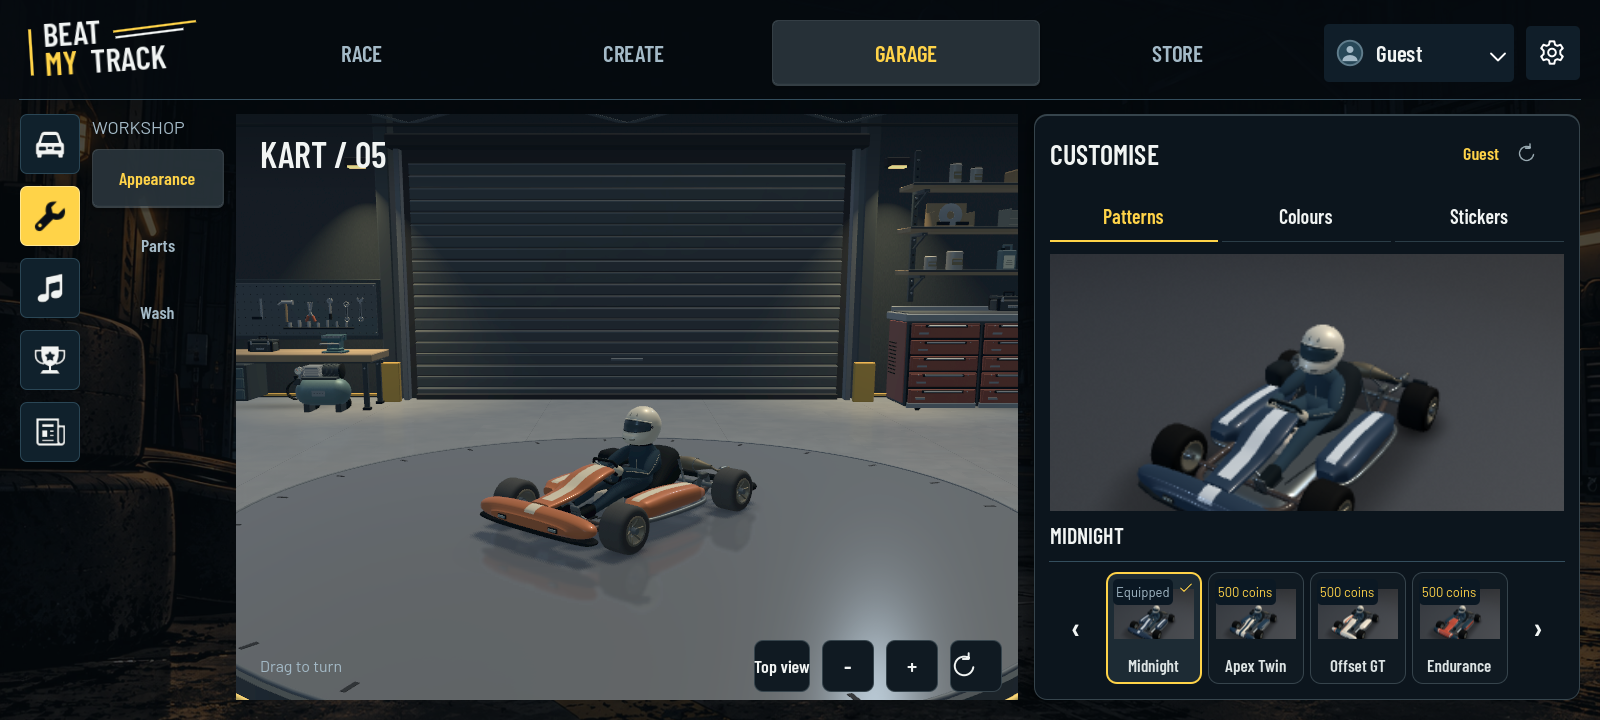 BEAT
MY TRACK
RACE
CREATE
GARAGE
STORE
Guest
WORKSHOP
Appearance
Parts
Wash
KART / 05
Drag to turn
Top view
-
+
CUSTOMISE
Guest
Patterns
Colours
Stickers
MIDNIGHT
Equipped
500 coins
500 coins
500 coins
‹
›
Midnight
Apex Twin
Offset GT
Endurance